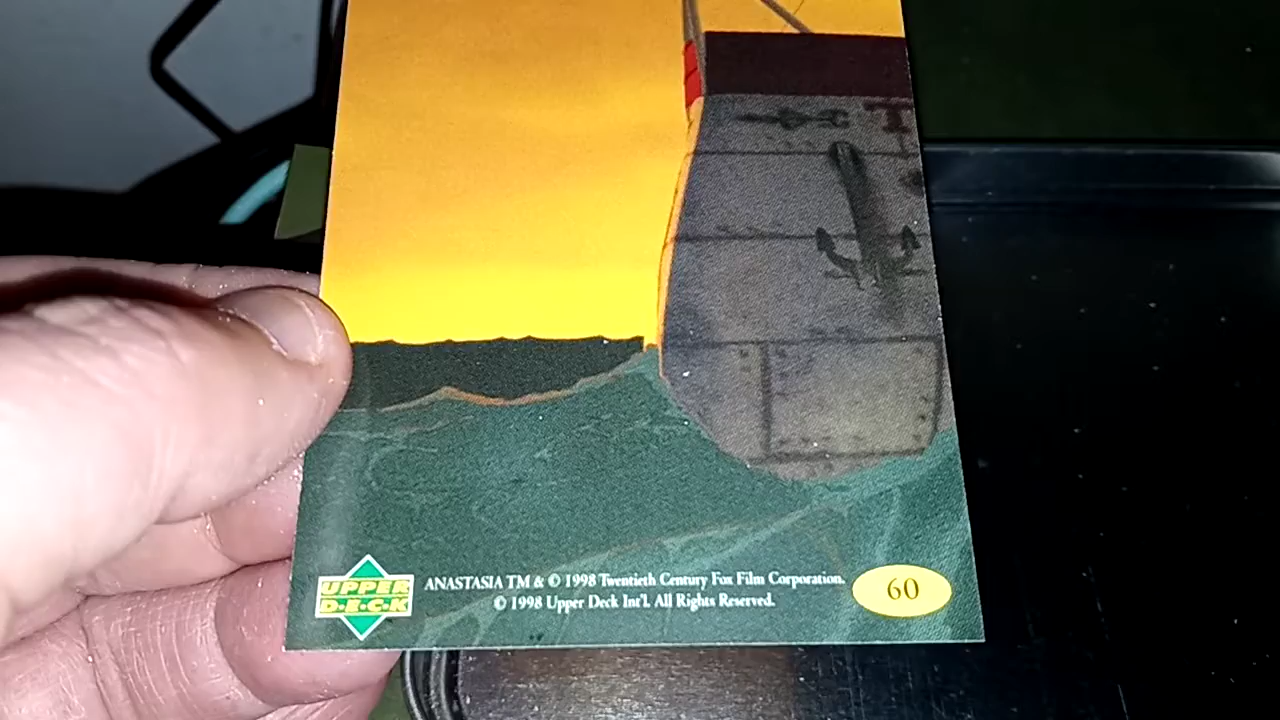 UPPER
D·E·C·K
ANASTASIA TM & © 1998 Twentieth Century Fox Film Corporation.
© 1998 Upper Deck Int'l. All Rights Reserved.
60